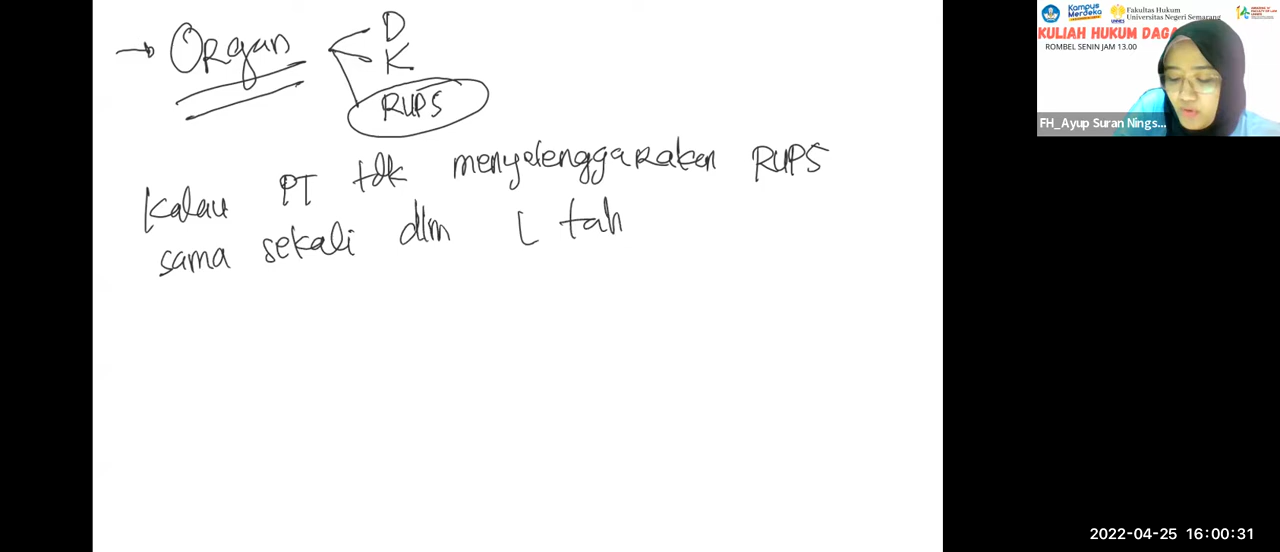 → Organ
D
K
RUPS
Kalau PT tdk menyelenggarakan RUPS
sama sekali dlm 1 tah
Kampus
Merdeka
Fakultas Hukum
Universitas Negeri Semarang
KULIAH HUKUM DAGA
ROMBEL SENIN JAM 13.00
FH_Ayup Suran Nings...
2022-04-25 16:00:31